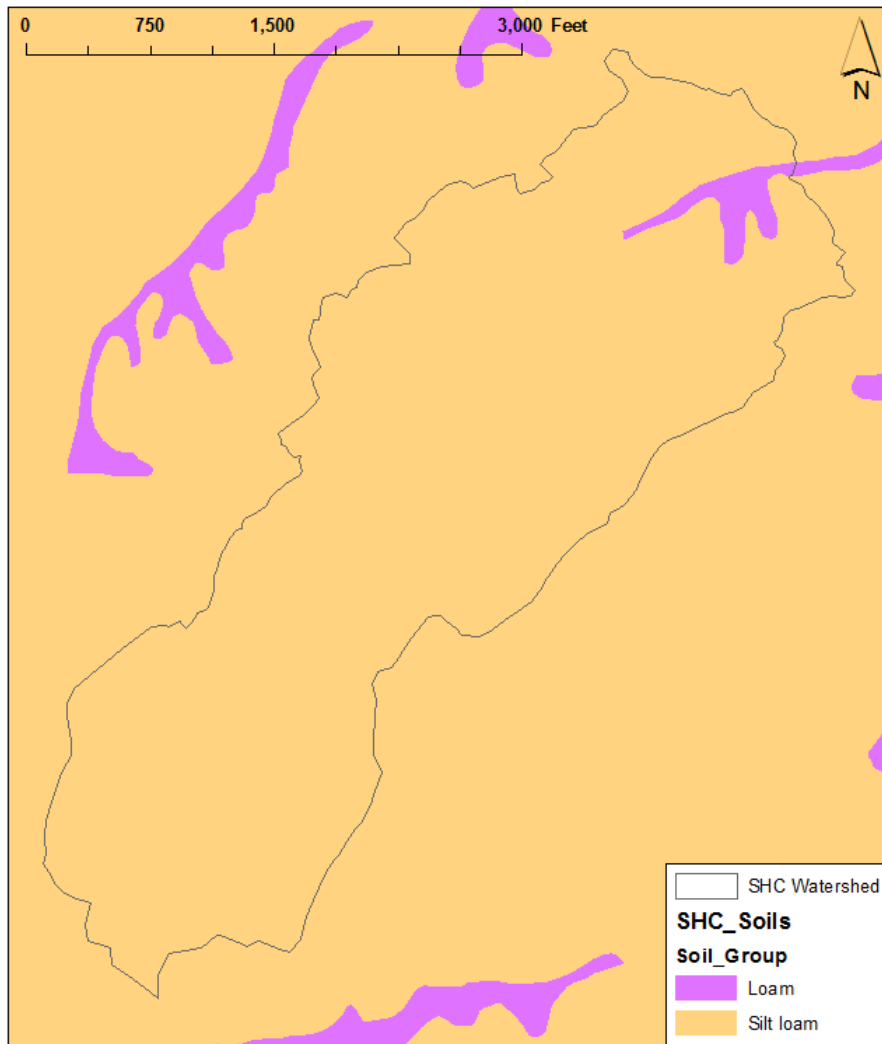 0 750 1,500 3,000 Feet
N
SHC Watershed
SHC_Soils
Soil_Group
Loam
Silt loam